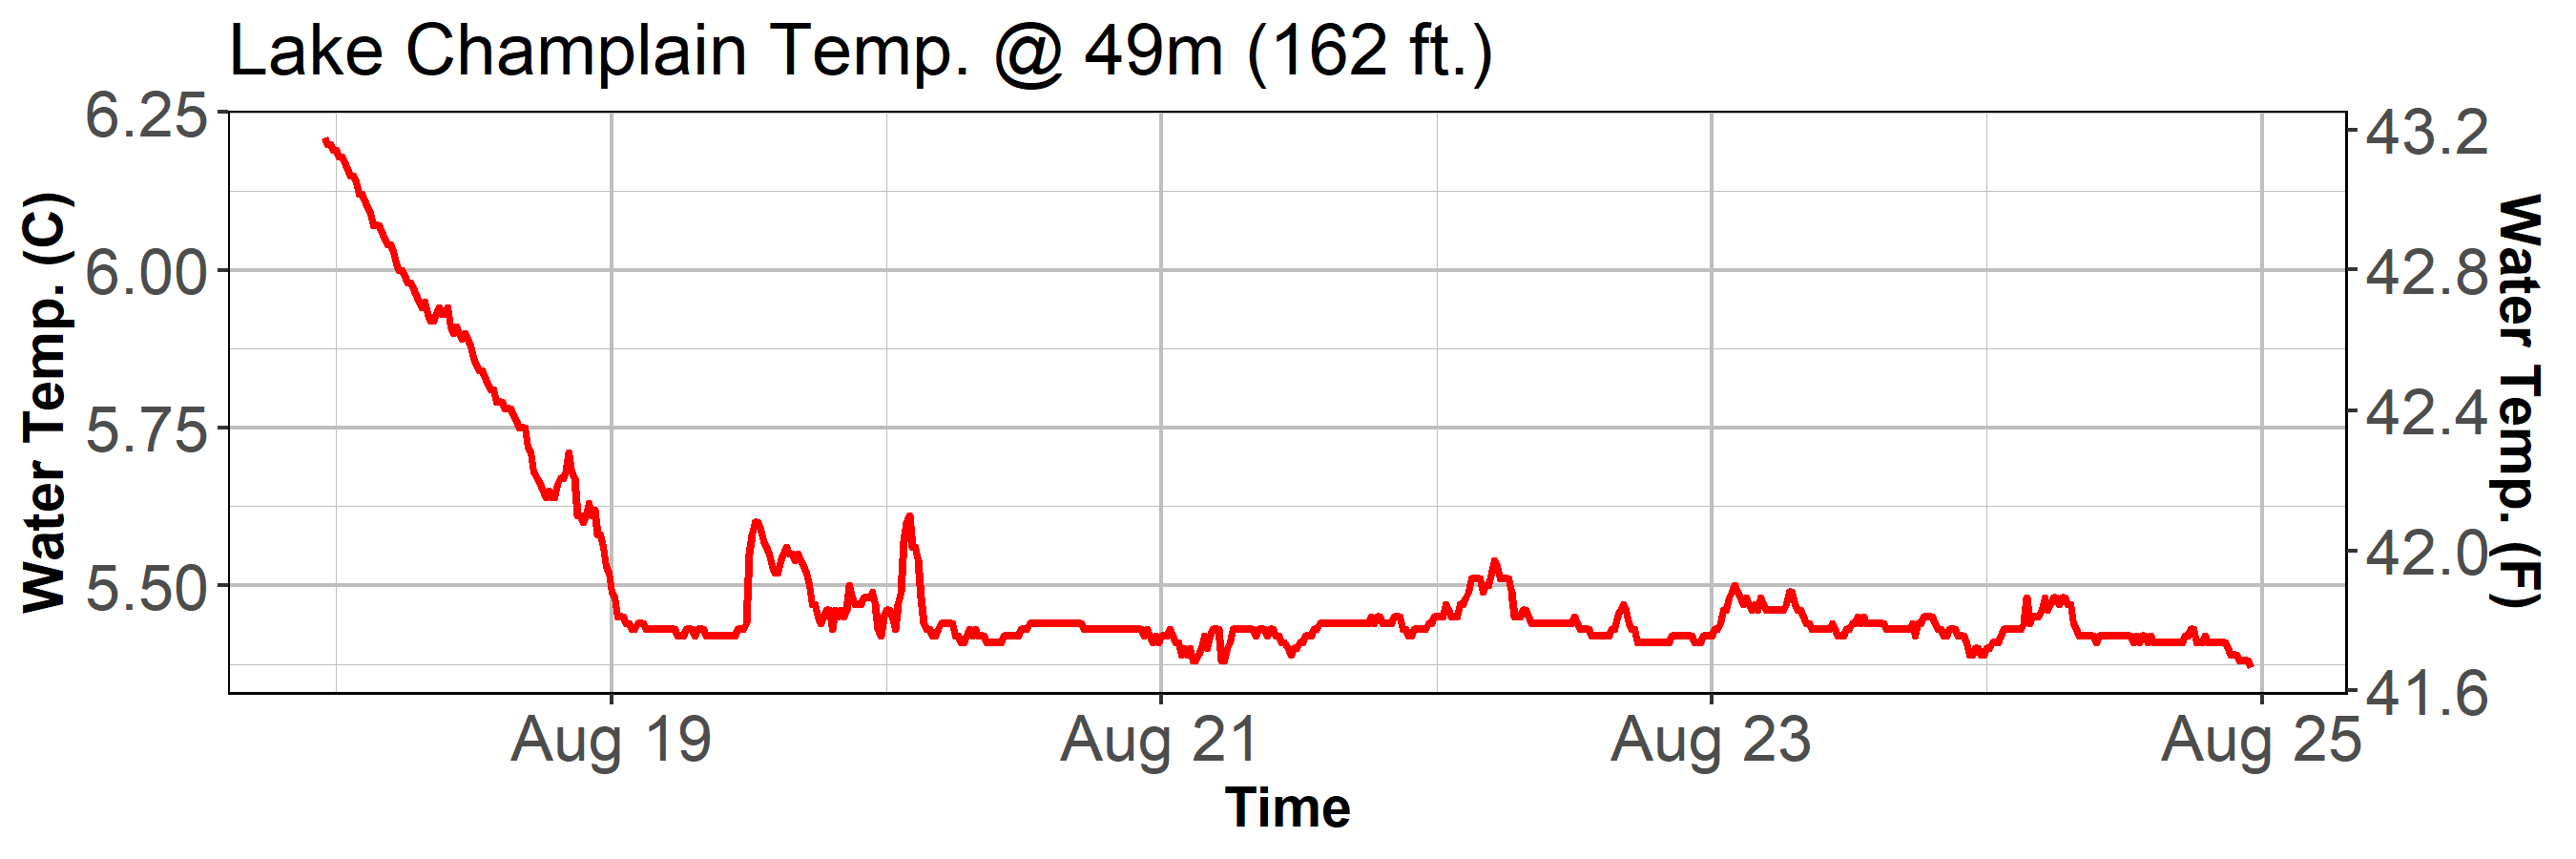 Lake Champlain Temp. @ 49m (162 ft.)
Water Temp. (C)
6.25
6.00
5.75
5.50
43.2
42.8
42.4
42.0
41.6
Water Temp. (F)
Aug 19 Aug 21 Aug 23 Aug 25
Time